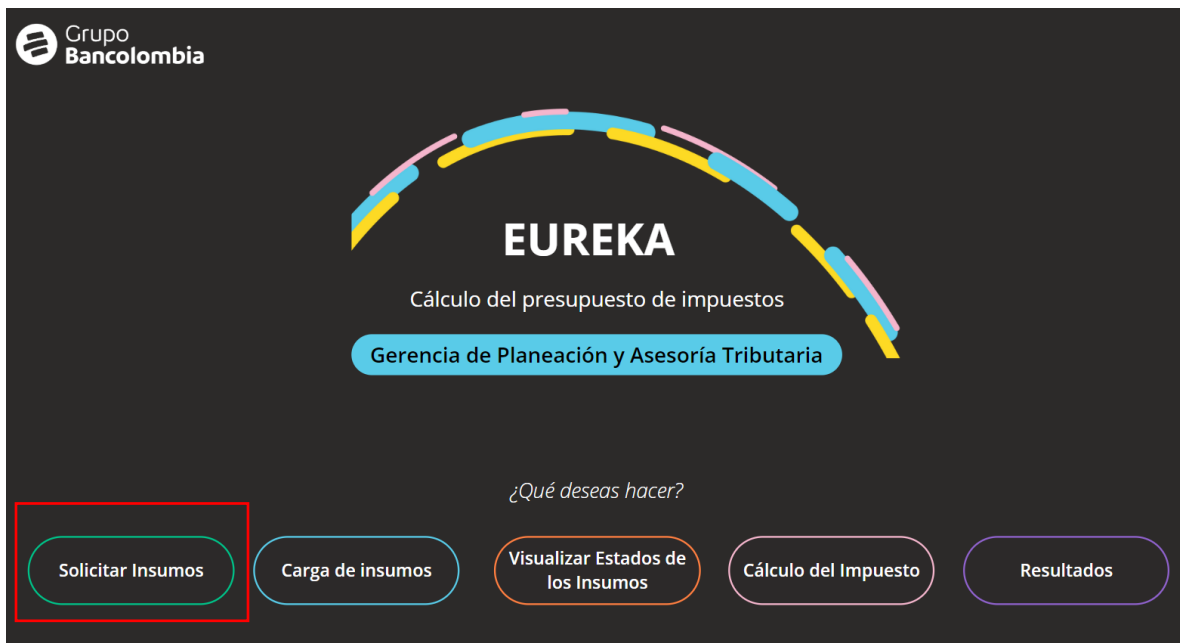 Grupo
Bancolombia
EUREKA
Cálculo del presupuesto de impuestos
Gerencia de Planeación y Asesoría Tributaria
¿Qué deseas hacer?
Solicitar Insumos
Carga de insumos
Visualizar Estados de
los Insumos
Cálculo del Impuesto
Resultados